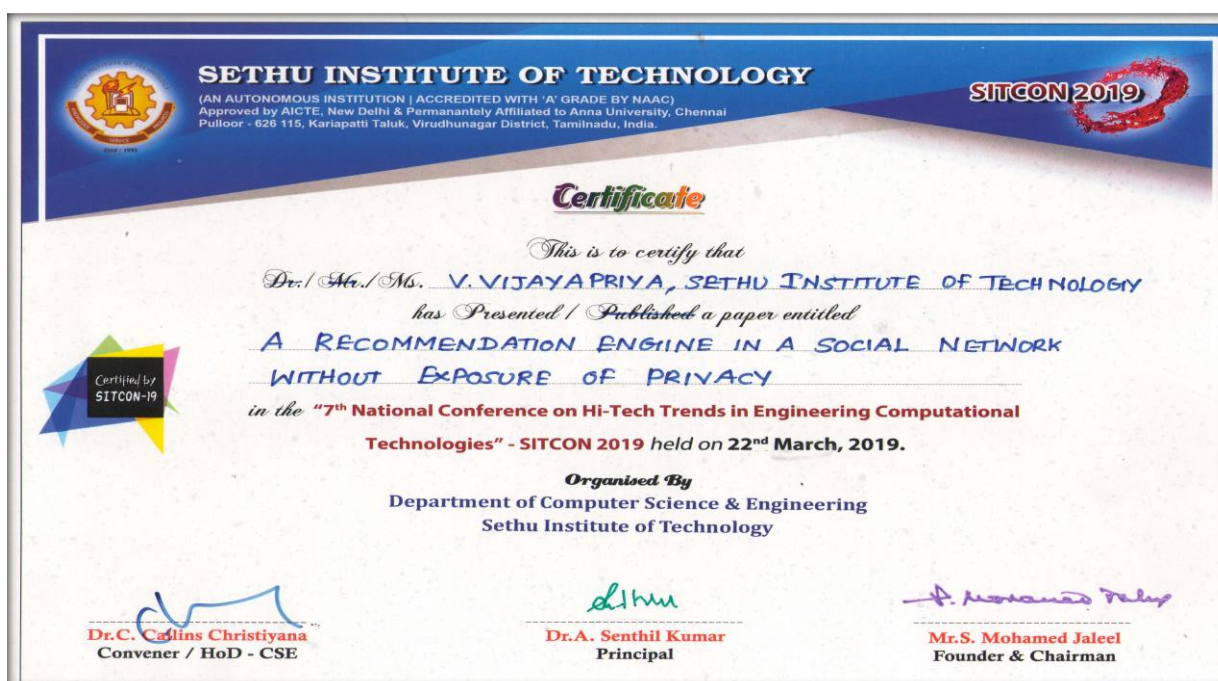 SETHU INSTITUTE OF TECHNOLOGY
(AN AUTONOMOUS INSTITUTION | ACCREDITED WITH 'A' GRADE BY NAAC)
Approved by AICTE, New Delhi & Permanantely Affiliated to Anna University, Chennai
Pulloor - 626 115, Kariapatti Taluk, Virudhunagar District, Tamilnadu, India.
SITCON 2019
Certificate
This is to certify that
Dr./ Mr./ Ms. V. VIJAYAPRIYA, SETHU INSTITUTE OF TECHNOLOGY
has Presented / Published a paper entitled
A RECOMMENDATION ENGINE IN A SOCIAL NETWORK
WITHOUT EXPOSURE OF PRIVACY
Certified by
SITCON-19
in the "7th National Conference on Hi-Tech Trends in Engineering Computational
Technologies" - SITCON 2019 held on 22nd March, 2019.
Organised By
Department of Computer Science & Engineering
Sethu Institute of Technology
Dr.C. Callins Christiyana
Convener / HoD - CSE
Dr.A. Senthil Kumar
Principal
Mr.S. Mohamed Jaleel
Founder & Chairman